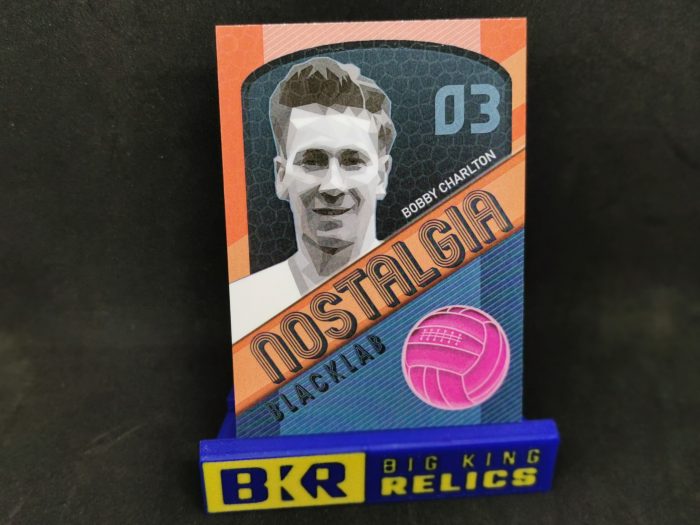 03
BOBBY CHARLTON
NOSTALGIA
BLACKLAB
BKR
BIG KING
RELICS